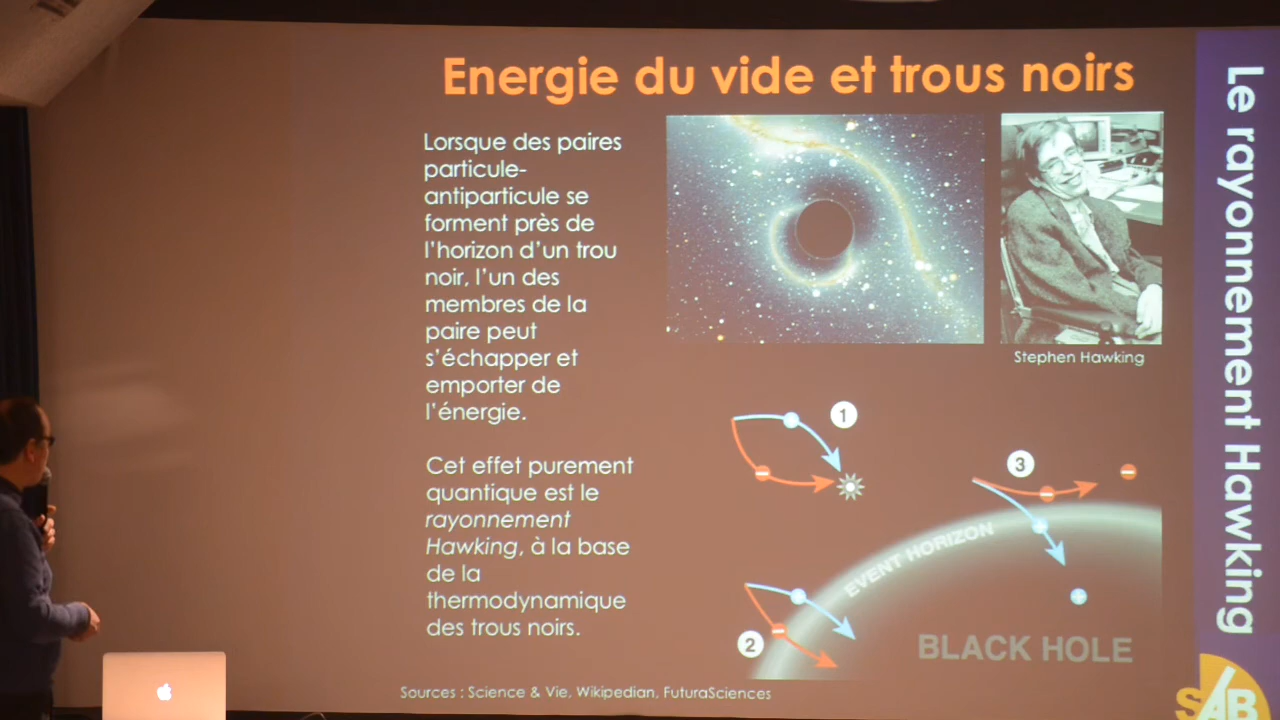 Energie du vide et trous noirs
Lorsque des paires
particule-
antiparticule se
forment près de
l'horizon d'un trou
noir, l'un des
membres de la
paire peut
s'échapper et
emporter de
l'énergie.
Cet effet purement
quantique est le
rayonnement
Hawking, à la base
de la
thermodynamique
des trous noirs.
Stephen Hawking
1
3
EVENT HORIZON
2
BLACK HOLE
Sources : Science & Vie, Wikipedian, FuturaSciences
Le rayonnement Hawking
SAB